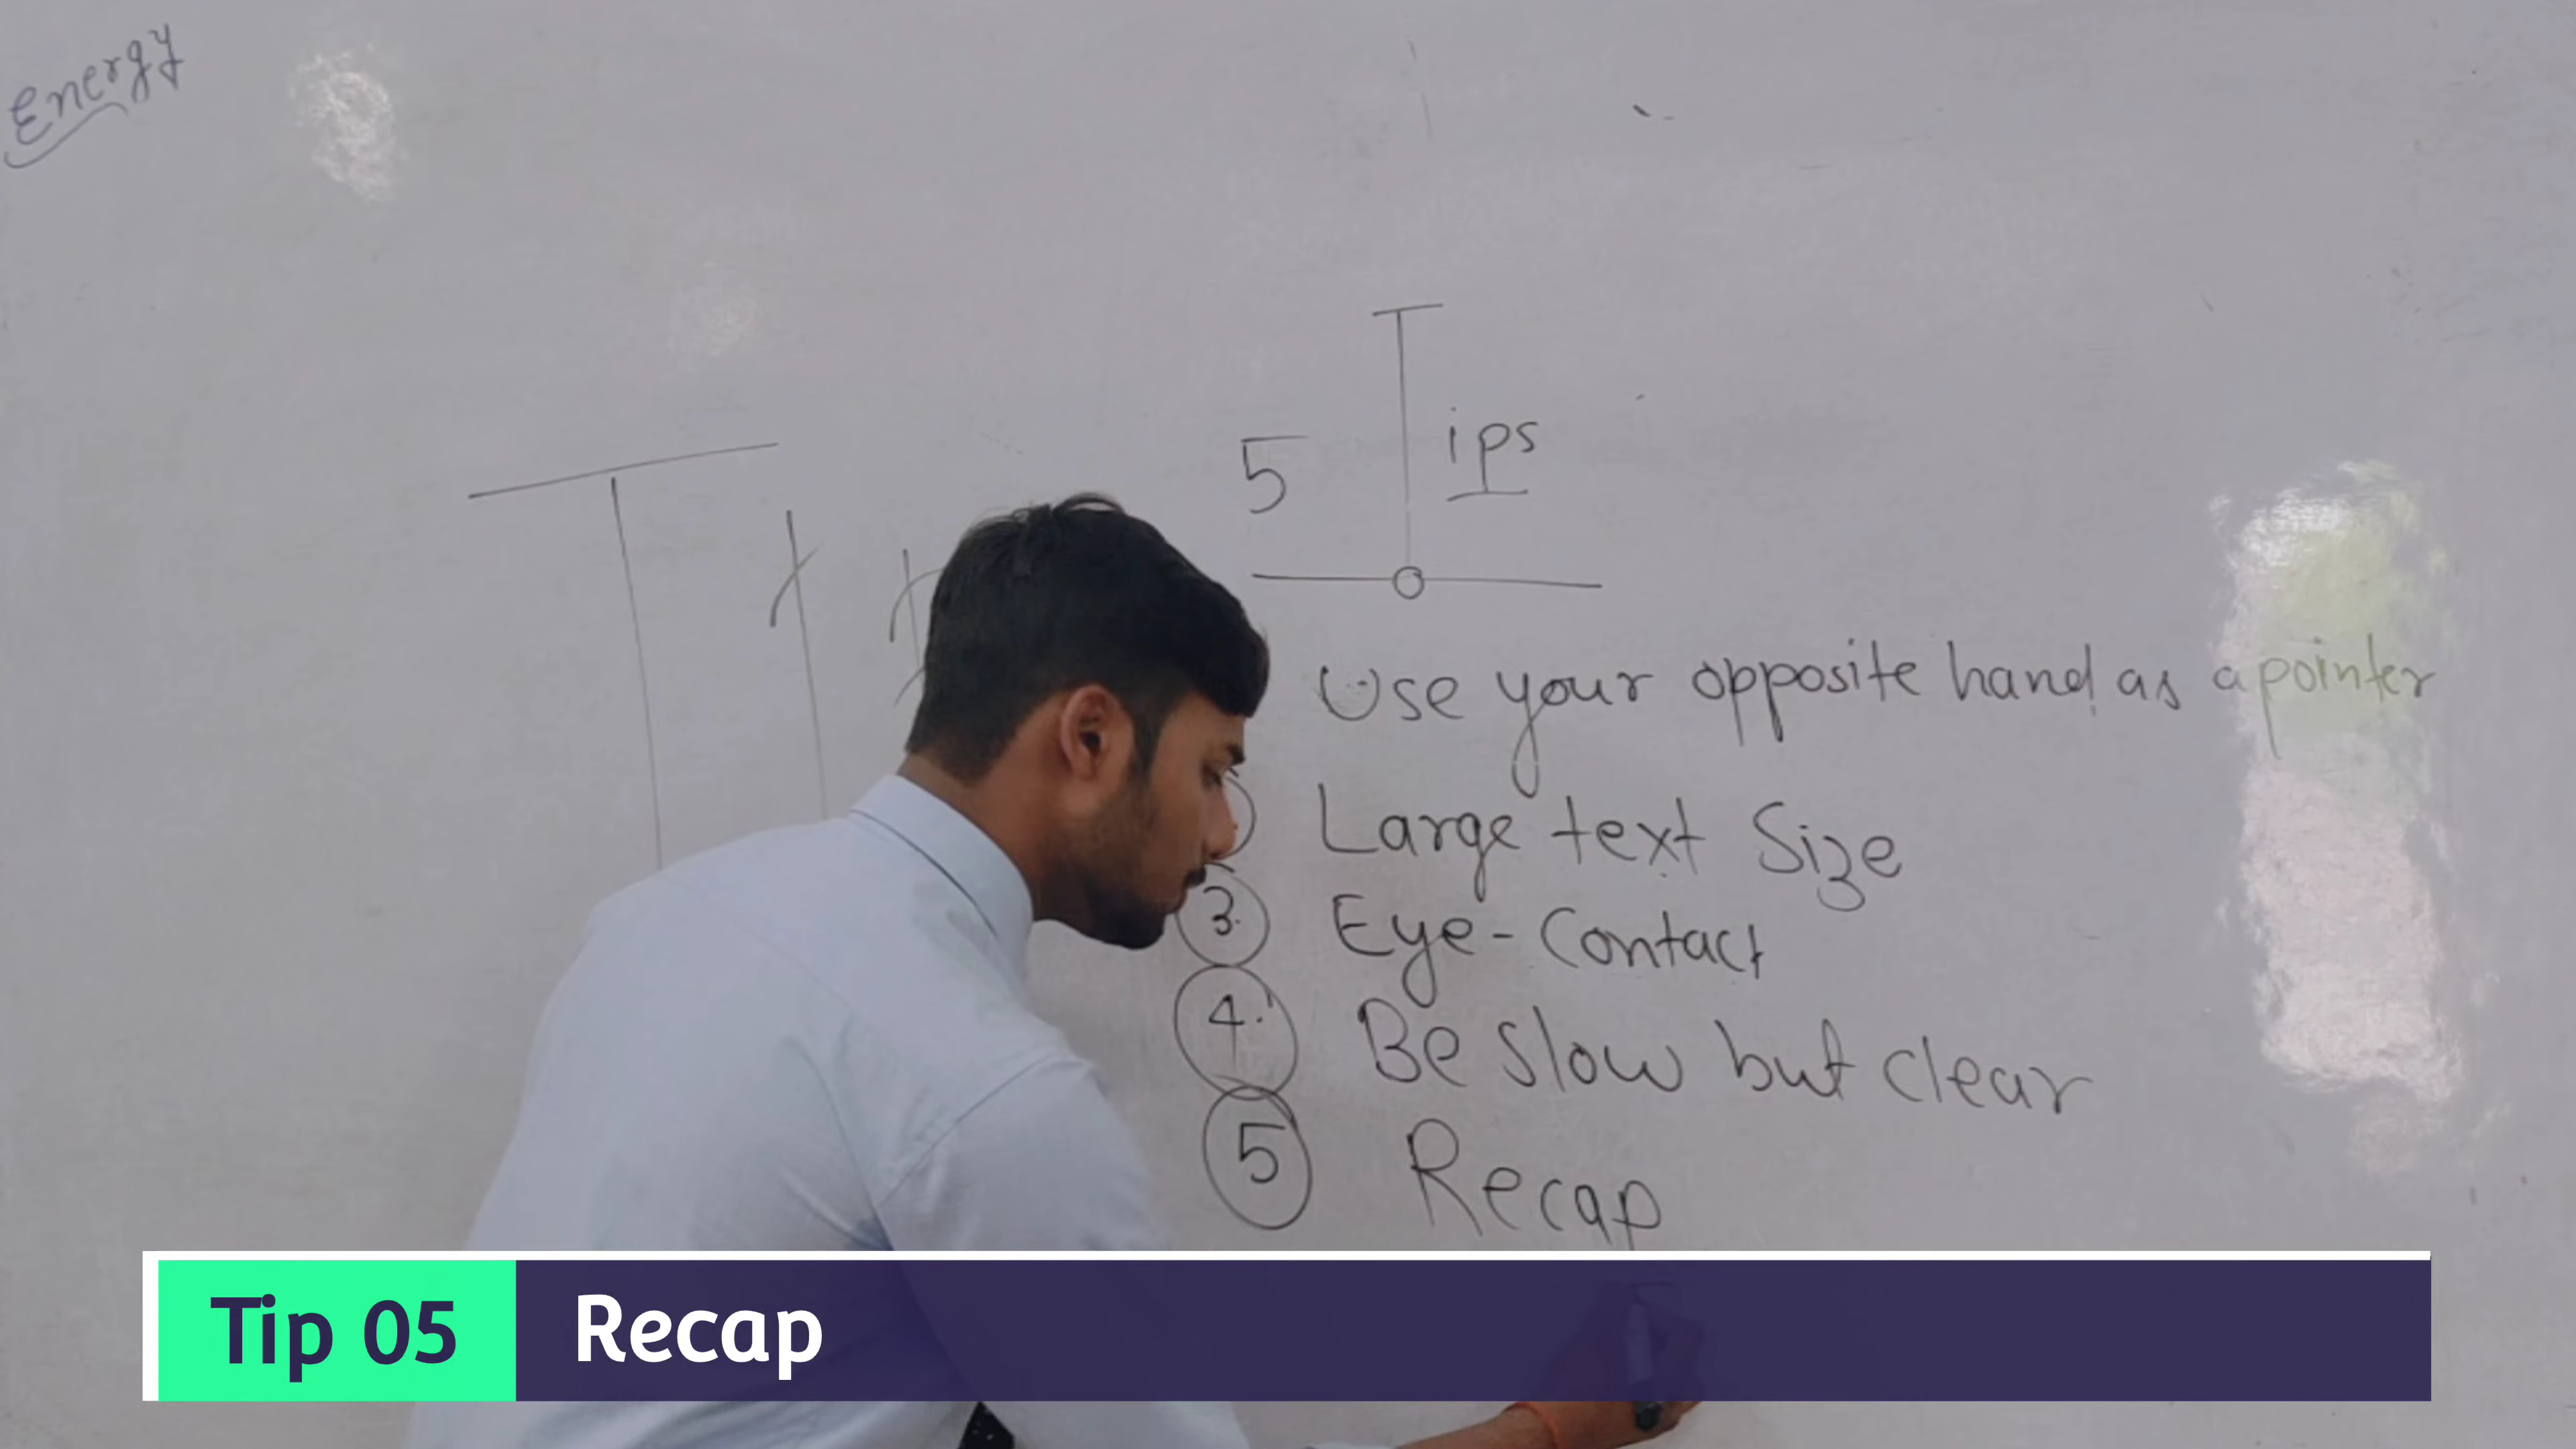 Energy
5 Tips
Use your opposite hand as a pointer
Large text Size
3. Eye-Contact
4. Be slow but clear
5 Recap
Tip 05 Recap